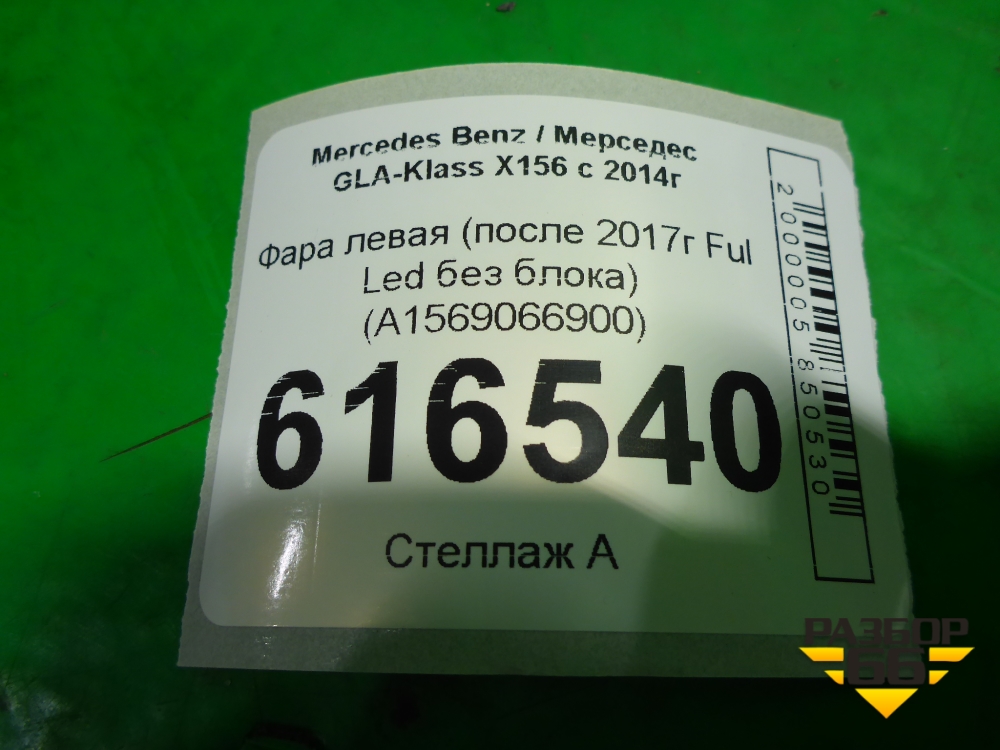 Mercedes Benz / Мерседес
GLA-Klass X156 с 2014г
Фара левая (после 2017г Ful
Led без блока)
(A1569066900)
616540
Стеллаж А
2000005850530
РАЗБОР
66